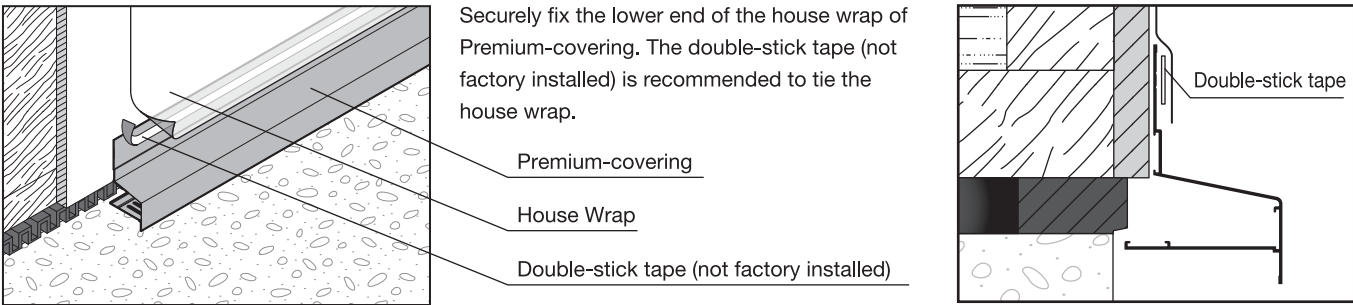 Securely fix the lower end of the house wrap of
Premium-covering. The double-stick tape (not
factory installed) is recommended to tie the
house wrap.
Premium-covering
House Wrap
Double-stick tape (not factory installed)
Double-stick tape